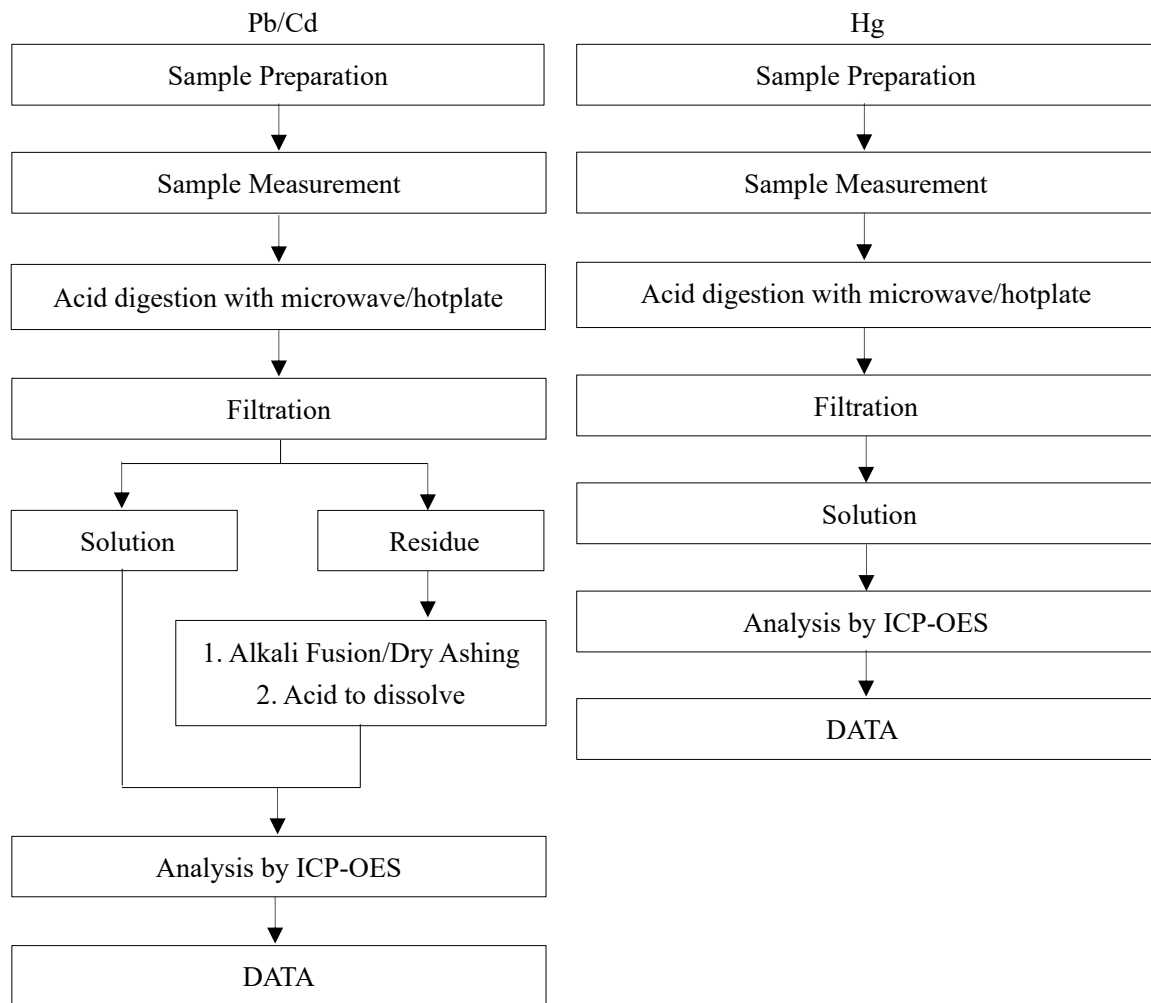 Pb/Cd
Sample Preparation
Sample Measurement
Acid digestion with microwave/hotplate
Filtration
Solution
Residue
1. Alkali Fusion/Dry Ashing
2. Acid to dissolve
Analysis by ICP-OES
DATA
Hg
Sample Preparation
Sample Measurement
Acid digestion with microwave/hotplate
Filtration
Solution
Analysis by ICP-OES
DATA